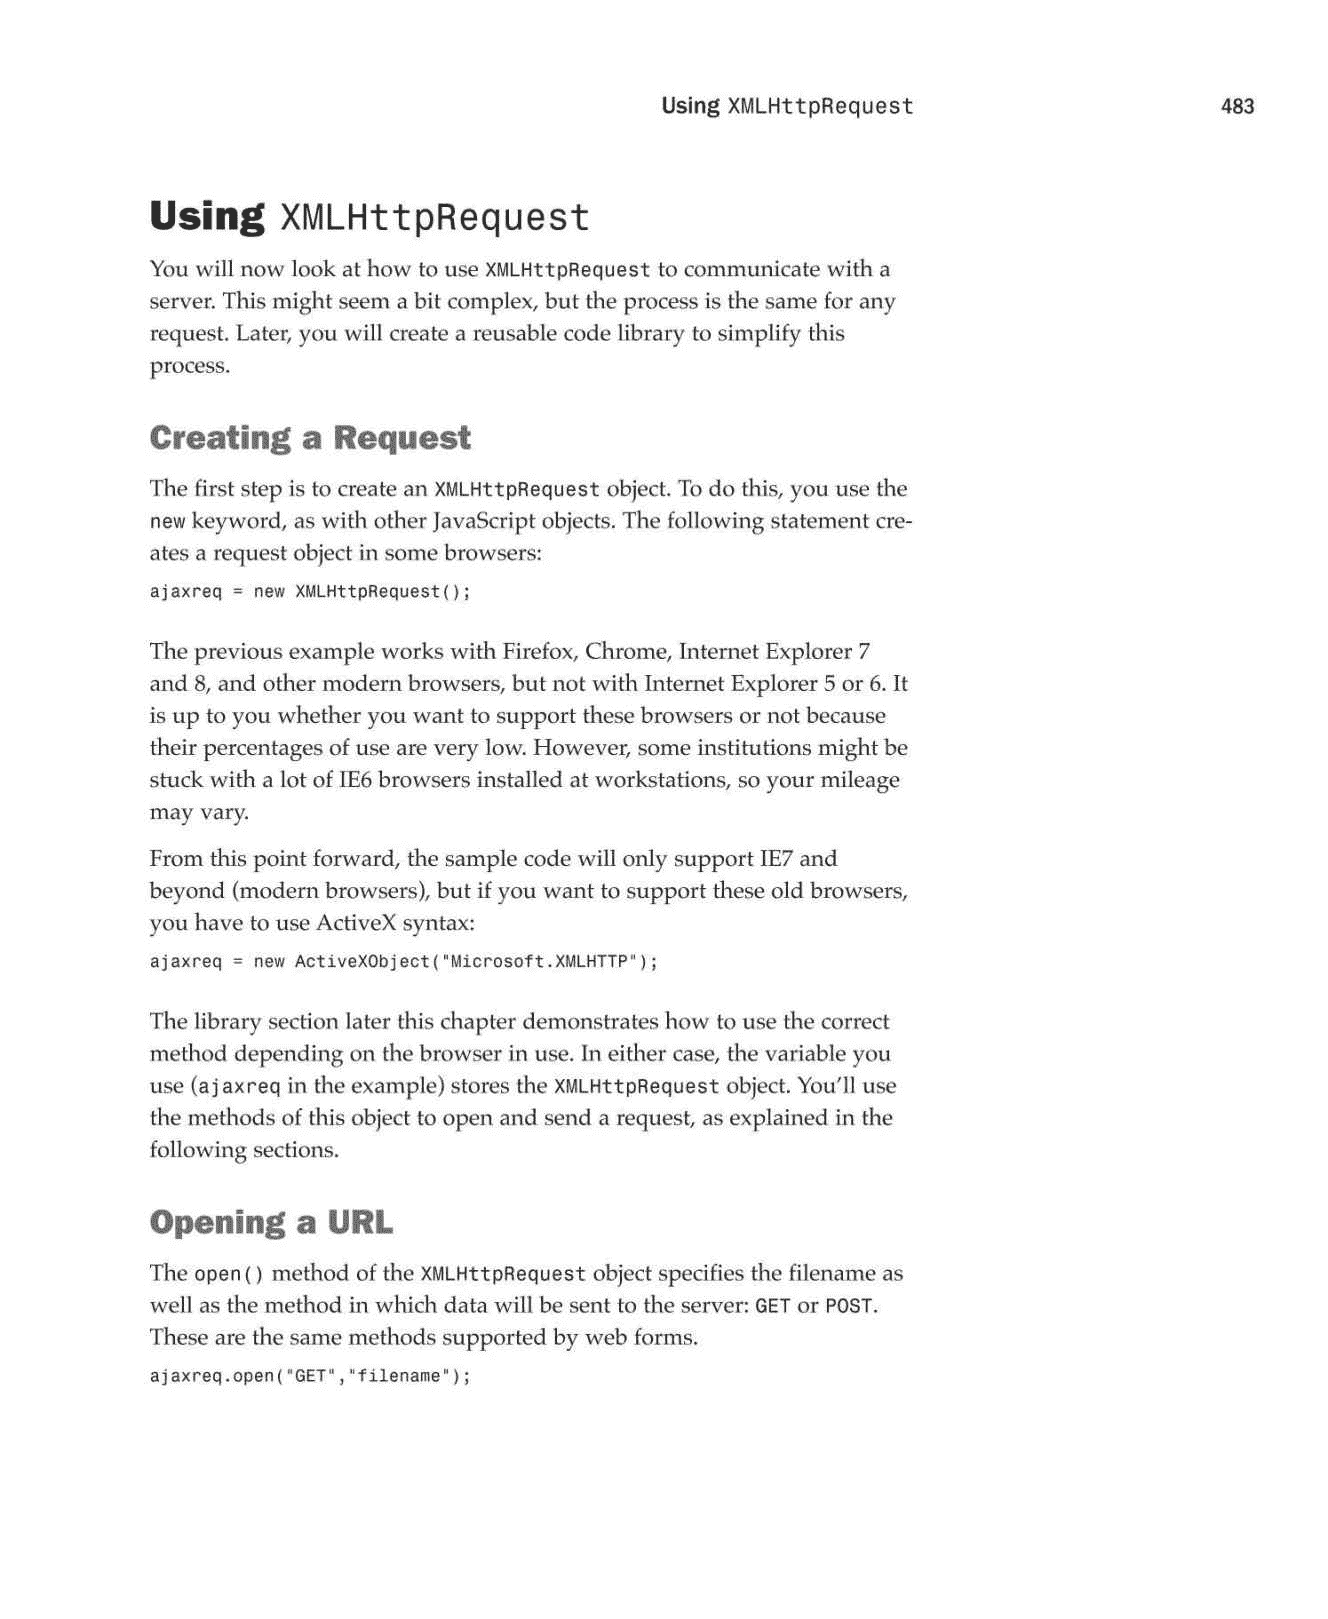 Using XMLHttpRequest 483
Using XMLHttpRequest
You will now look at how to use XMLHttpRequest to communicate with a
server. This might seem a bit complex, but the process is the same for any
request. Later, you will create a reusable code library to simplify this
process.
Creating a Request
The first step is to create an XMLHttpRequest object. To do this, you use the
new keyword, as with other JavaScript objects. The following statement cre-
ates a request object in some browsers:
ajaxreq = new XMLHttpRequest();
The previous example works with Firefox, Chrome, Internet Explorer 7
and 8, and other modern browsers, but not with Internet Explorer 5 or 6. It
is up to you whether you want to support these browsers or not because
their percentages of use are very low. However, some institutions might be
stuck with a lot of IE6 browsers installed at workstations, so your mileage
may vary.
From this point forward, the sample code will only support IE7 and
beyond (modern browsers), but if you want to support these old browsers,
you have to use ActiveX syntax:
ajaxreq = new ActiveXObject("Microsoft.XMLHTTP");
The library section later this chapter demonstrates how to use the correct
method depending on the browser in use. In either case, the variable you
use (ajaxreq in the example) stores the XMLHttpRequest object. You'll use
the methods of this object to open and send a request, as explained in the
following sections.
Opening a URL
The open() method of the XMLHttpRequest object specifies the filename as
well as the method in which data will be sent to the server: GET or POST.
These are the same methods supported by web forms.
ajaxreq.open("GET","filename");